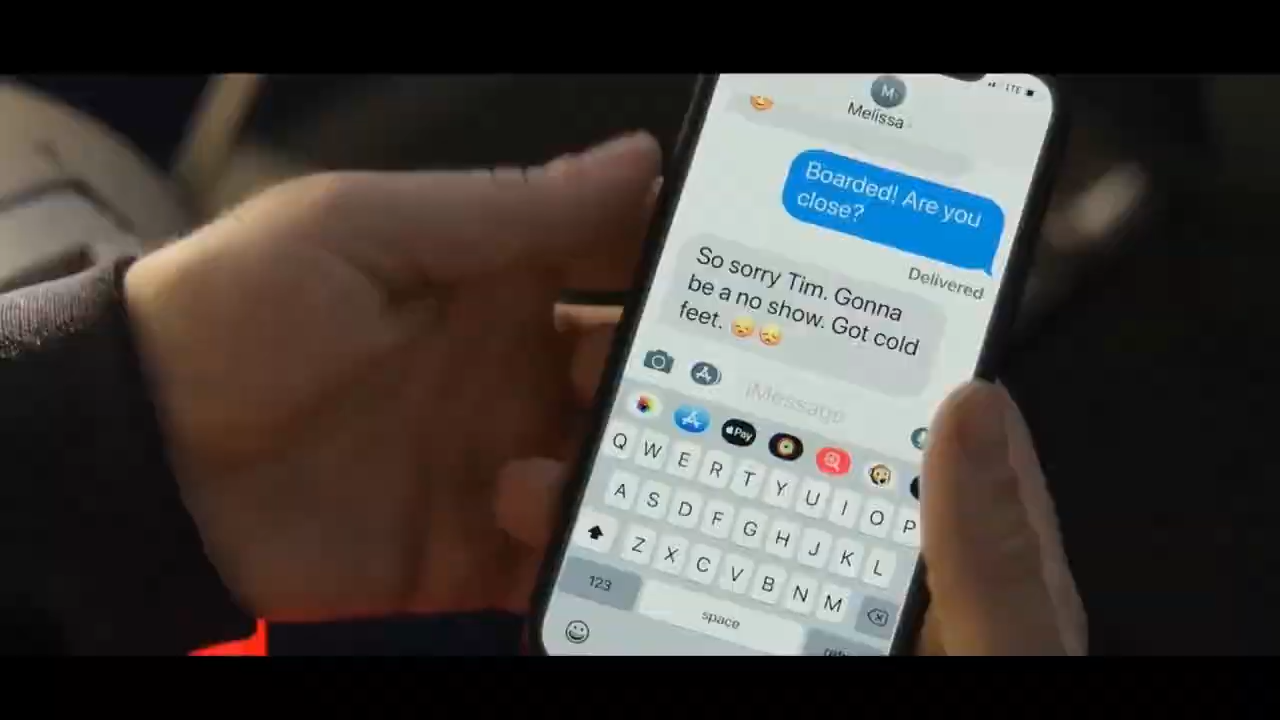 LTE
M
Melissa
Boarded! Are you
close?
Delivered
So sorry Tim. Gonna
be a no show. Got cold
feet. 😞😞
iMessage
Pay
Q W E R T Y U I O P
A S D F G H J K L
Z X C V B N M
123
space